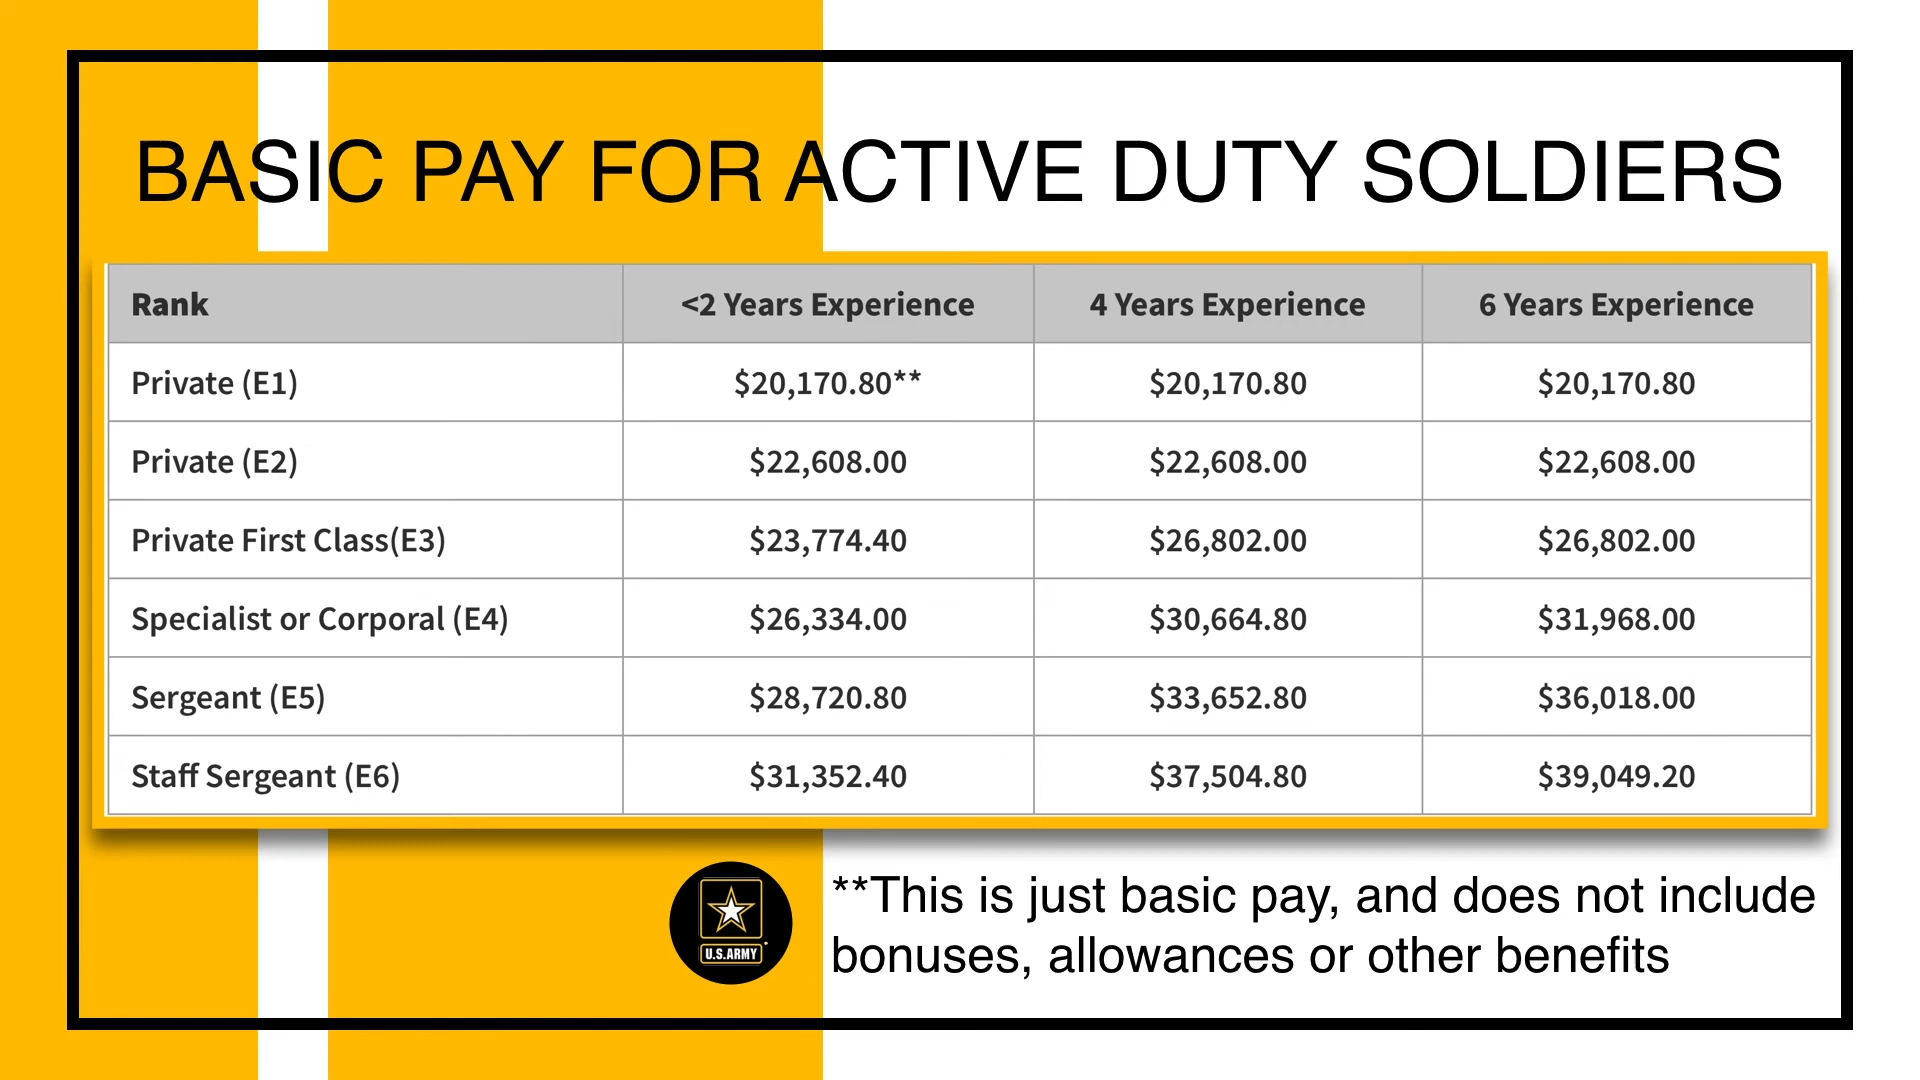 BASIC PAY FOR ACTIVE DUTY SOLDIERS
Rank <2 Years Experience 4 Years Experience 6 Years Experience
Private (E1) $20,170.80** $20,170.80 $20,170.80
Private (E2) $22,608.00 $22,608.00 $22,608.00
Private First Class(E3) $23,774.40 $26,802.00 $26,802.00
Specialist or Corporal (E4) $26,334.00 $30,664.80 $31,968.00
Sergeant (E5) $28,720.80 $33,652.80 $36,018.00
Staff Sergeant (E6) $31,352.40 $37,504.80 $39,049.20
U.S.ARMY
**This is just basic pay, and does not include
bonuses, allowances or other benefits